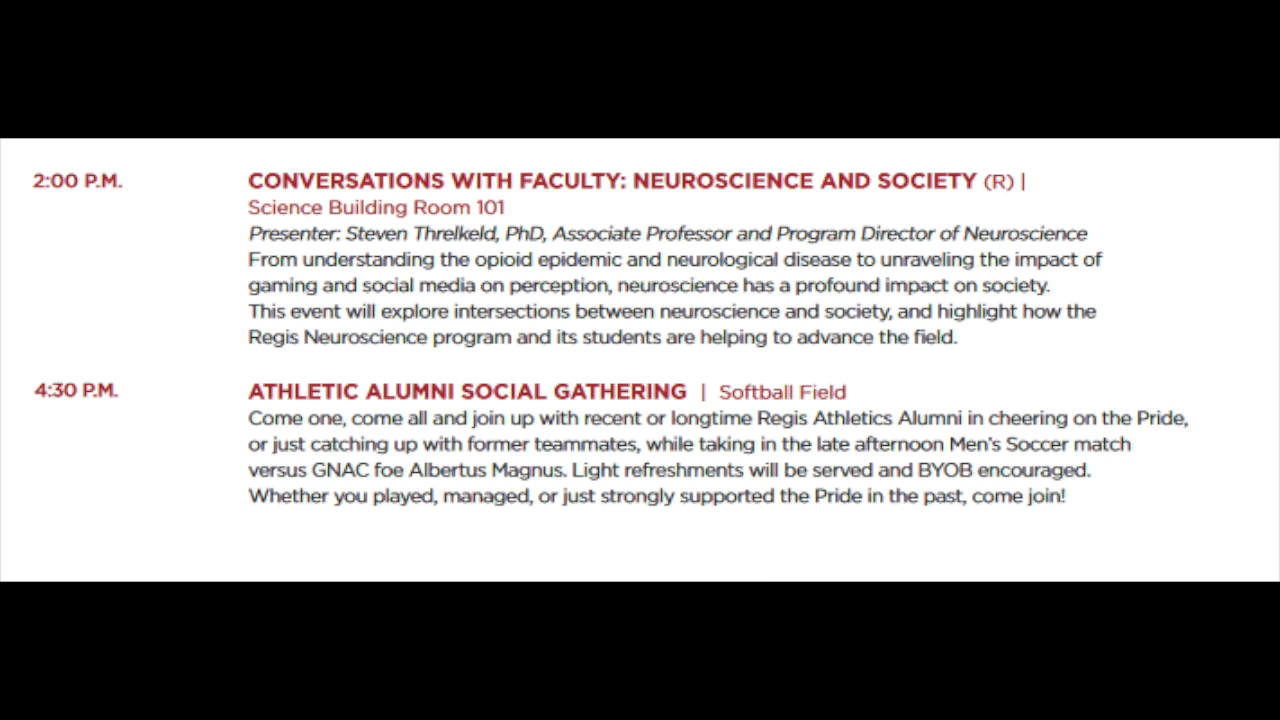 2:00 P.M.
CONVERSATIONS WITH FACULTY: NEUROSCIENCE AND SOCIETY (R) |
Science Building Room 101
Presenter: Steven Threlkeld, PhD, Associate Professor and Program Director of Neuroscience
From understanding the opioid epidemic and neurological disease to unraveling the impact of
gaming and social media on perception, neuroscience has a profound impact on society.
This event will explore intersections between neuroscience and society, and highlight how the
Regis Neuroscience program and its students are helping to advance the field.
4:30 P.M.
ATHLETIC ALUMNI SOCIAL GATHERING | Softball Field
Come one, come all and join up with recent or longtime Regis Athletics Alumni in cheering on the Pride,
or just catching up with former teammates, while taking in the late afternoon Men's Soccer match
versus GNAC foe Albertus Magnus. Light refreshments will be served and BYOB encouraged.
Whether you played, managed, or just strongly supported the Pride in the past, come join!